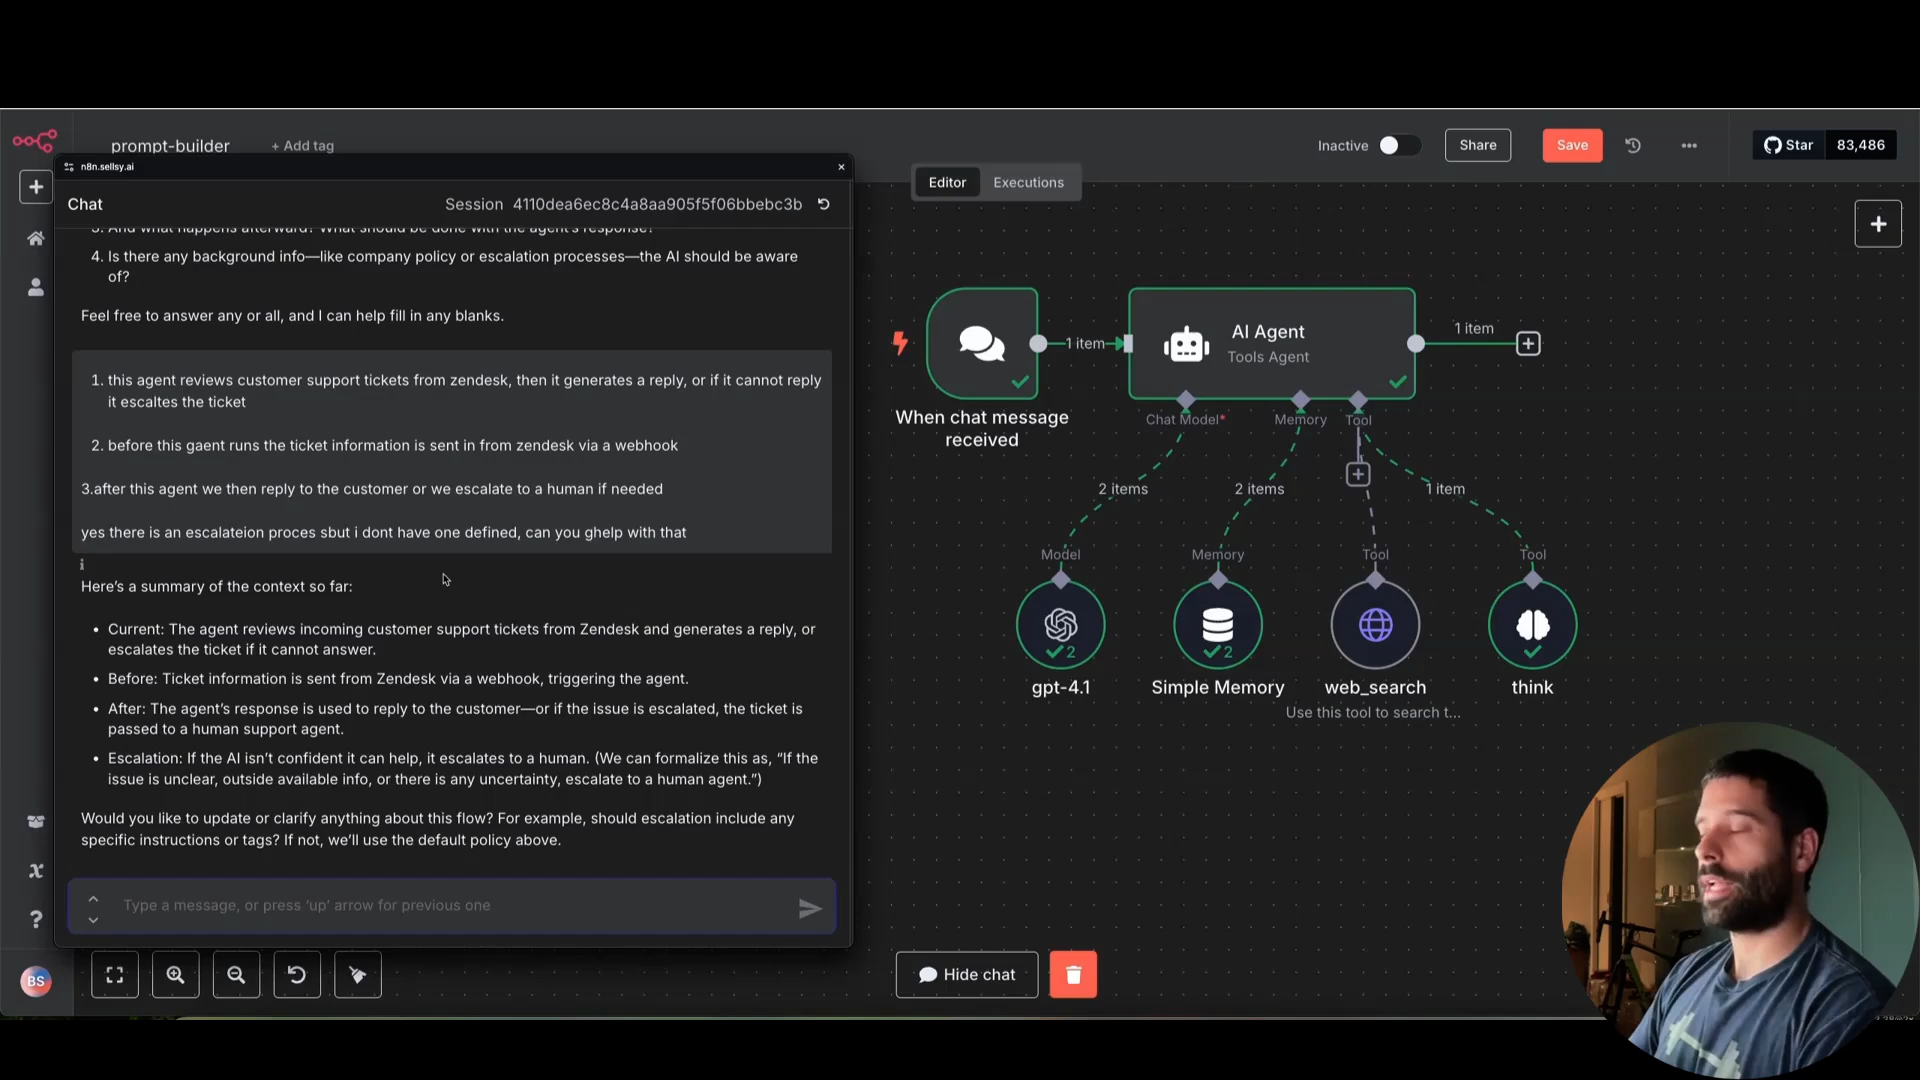 prompt-builder
+ Add tag
Inactive
Share
Save
Star
83,486
n8n.sellsy.ai
Editor
Executions
Chat
Session 4110dea6ec8c4a8aa905f5f06bbebc3b
3. And what happens afterward? What should be done with the agent's response?
4. Is there any background info—like company policy or escalation processes—the AI should be aware
of?
Feel free to answer any or all, and I can help fill in any blanks.
1. this agent reviews customer support tickets from zendesk, then it generates a reply, or if it cannot reply
it escaltes the ticket
2. before this gaent runs the ticket information is sent in from zendesk via a webhook
3.after this agent we then reply to the customer or we escalate to a human if needed
yes there is an escalateion proces sbut i dont have one defined, can you ghelp with that
Here's a summary of the context so far:
• Current: The agent reviews incoming customer support tickets from Zendesk and generates a reply, or
escalates the ticket if it cannot answer.
• Before: Ticket information is sent from Zendesk via a webhook, triggering the agent.
• After: The agent's response is used to reply to the customer—or if the issue is escalated, the ticket is
passed to a human support agent.
• Escalation: If the AI isn't confident it can help, it escalates to a human. (We can formalize this as, "If the
issue is unclear, outside available info, or there is any uncertainty, escalate to a human agent.")
Would you like to update or clarify anything about this flow? For example, should escalation include any
specific instructions or tags? If not, we'll use the default policy above.
Type a message, or press 'up' arrow for previous one
BS
When chat message
received
1 item
AI Agent
Tools Agent
1 item
Chat Model*
Memory
Tool
2 items
2 items
1 item
Model
Memory
Tool
Tool
2
2
gpt-4.1
Simple Memory
web_search
think
Use this tool to search t...
Hide chat